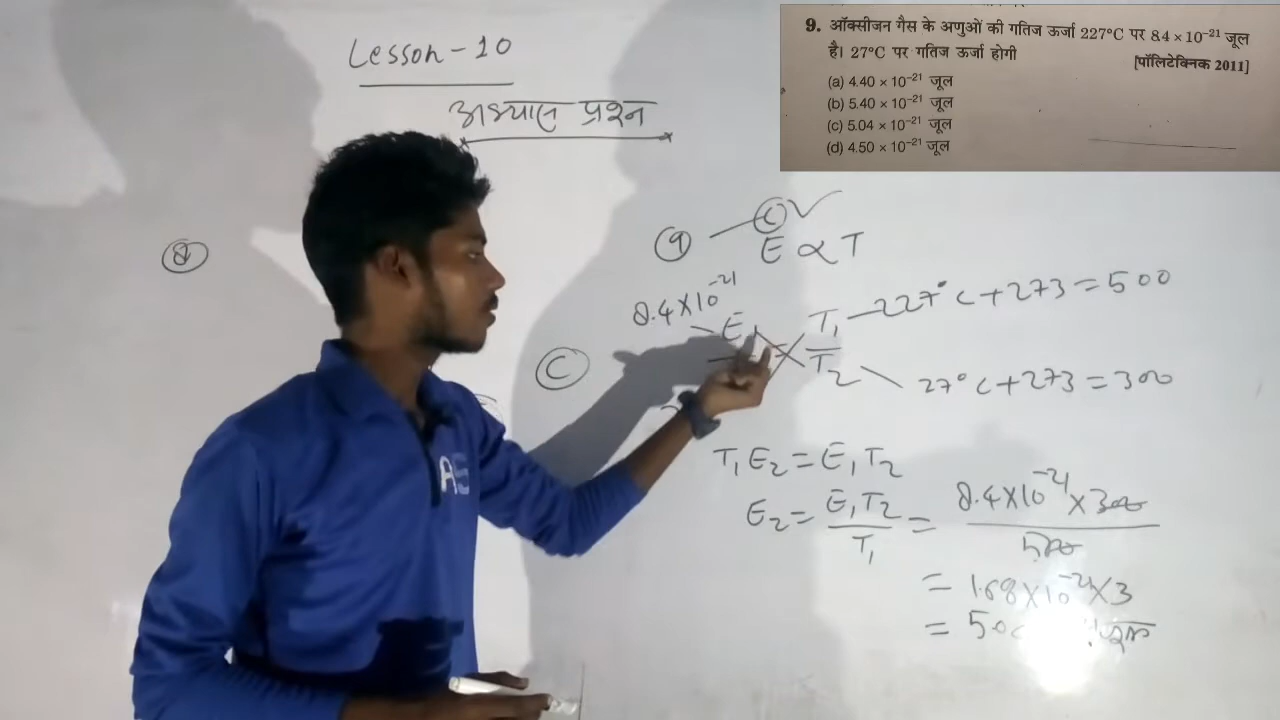 9. ऑक्सीजन गैस के अणुओं की गतिज ऊर्जा 227°C पर 8.4 × 10⁻²¹ जूल
है। 27°C पर गतिज ऊर्जा होगी
[पॉलिटेक्निक 2011]
(a) 4.40 × 10⁻²¹ जूल
(b) 5.40 × 10⁻²¹ जूल
(c) 5.04 × 10⁻²¹ जूल
(d) 4.50 × 10⁻²¹ जूल
Lesson-10
अभ्यास प्रश्न
9 — C ✓
E ∝ T
8.4×10⁻²¹
E₁ = T₁/T₂
227°C+273=500
27°C+273=300
8
C
AE
T₁E₂=E₁T₂
E₂=E₁T₂/T₁ = 8.4×10⁻²¹×300/500
= 1.68×10⁻²¹×3
= 5.0 जूल